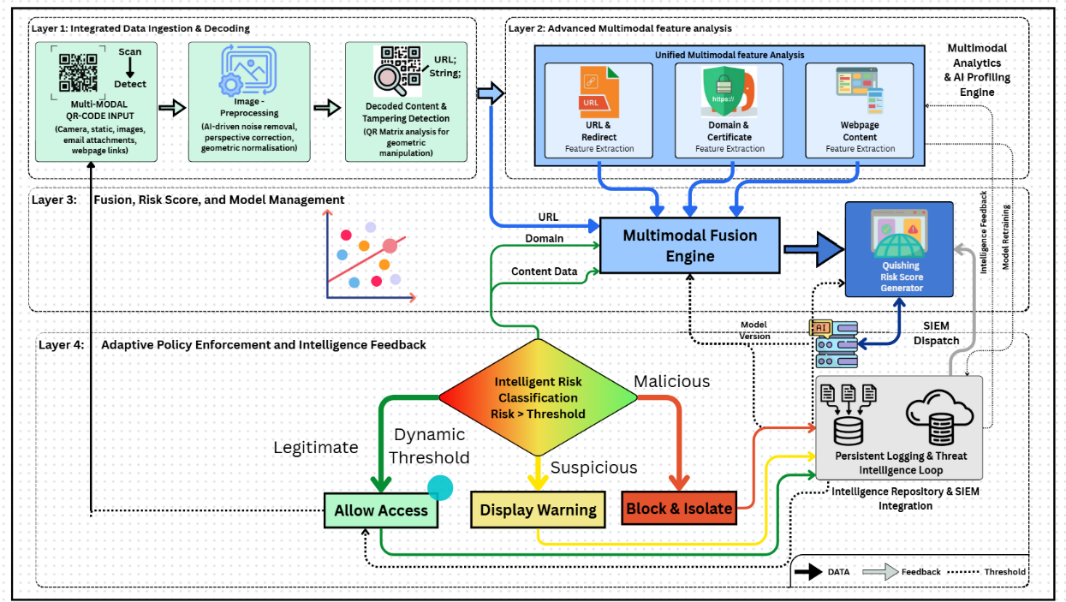 Layer 1: Integrated Data Ingestion & Decoding
Scan
Detect
Multi-MODAL
QR-CODE INPUT
(Camera, static, images,
email attachments,
webpage links)
Image -
Preprocessing
(AI-driven noise removal,
perspective correction,
geometric normalisation)
URL;
String;
Decoded Content &
Tampering Detection
(QR Matrix analysis for
geometric
manipulation)
Layer 2: Advanced Multimodal feature analysis
Unified Multimodal feature Analysis
URL
URL &
Redirect
Feature Extraction
https://
Domain &
Certificate
Feature Extraction
Webpage
Content
Feature Extraction
Multimodal
Analytics
& AI Profiling
Engine
Layer 3: Fusion, Risk Score, and Model Management
URL
Domain
Content Data
Multimodal Fusion
Engine
Quishing
Risk Score
Generator
Intelligence Feedback
Model Retraining
Layer 4: Adaptive Policy Enforcement and Intelligence Feedback
Model
Version
AI
SIEM
Dispatch
Intelligent Risk
Classification
Risk > Threshold
Malicious
Legitimate
Dynamic
Threshold
Suspicious
Allow Access
Display Warning
Block & Isolate
Persistent Logging & Threat
Intelligence Loop
Intelligence Repository & SIEM
Integration
DATA
Feedback
Threshold